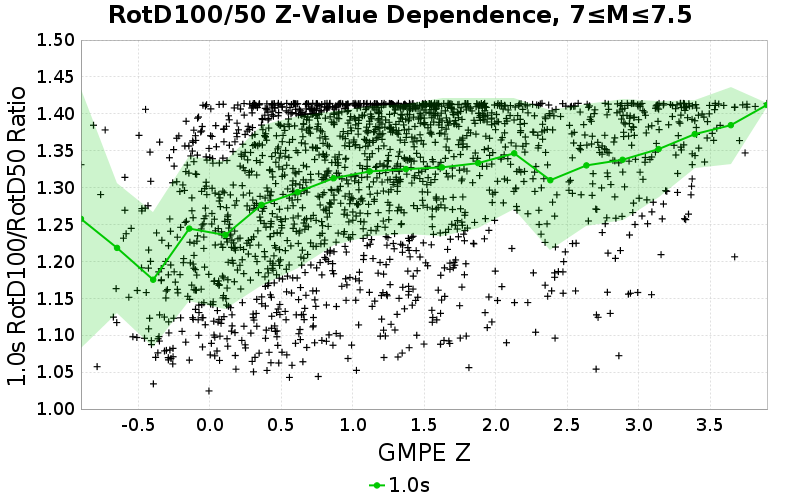 RotD100/50 Z-Value Dependence, 7≤M≤7.5
1.0s RotD100/RotD50 Ratio
1.50
1.45
1.40
1.35
1.30
1.25
1.20
1.15
1.10
1.05
1.00
-0.5 0.0 0.5 1.0 1.5 2.0 2.5 3.0 3.5
GMPE Z
1.0s